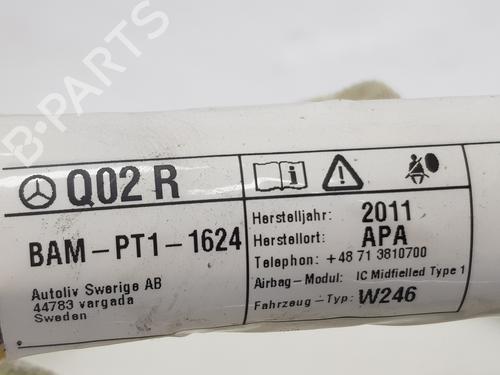 B-PARTS
Q02 R
BAM-PT1-1624
Autoliv Swerige AB
44783 vargada
Sweden
Herstelljahr: 2011
Herstellort: APA
Telephon: +48 71 3810700
Airbag-Modul: IC Midfielled Type 1
Fahrzeug-Typ: W246